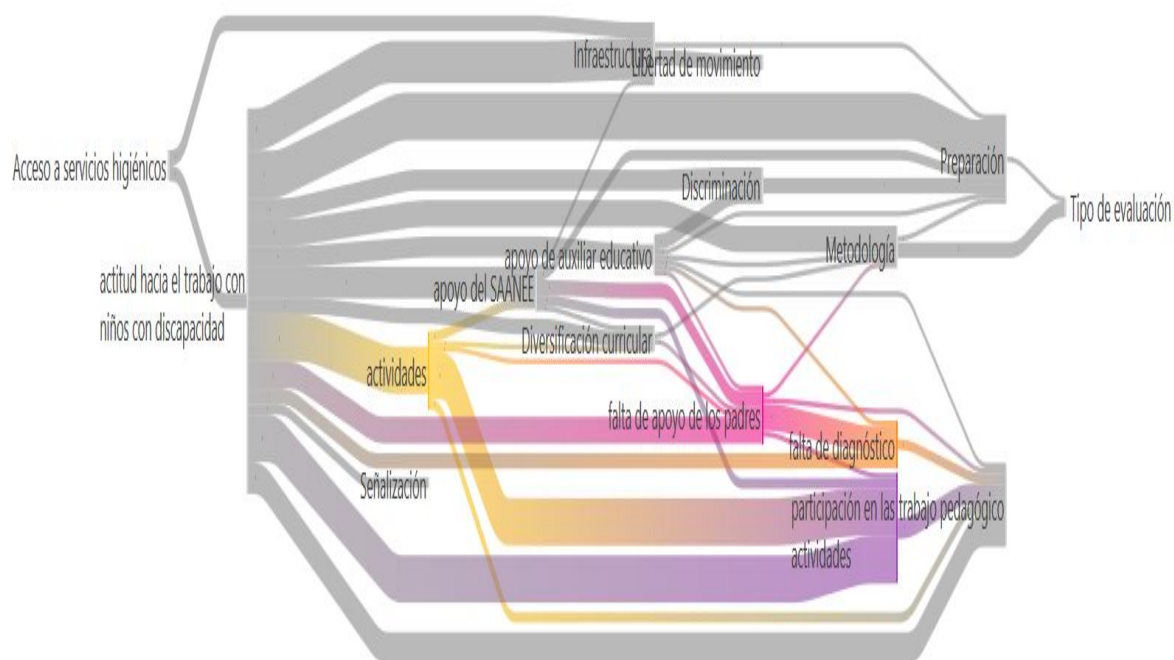 Infraestructura
Libertad de movimiento
Acceso a servicios higiénicos
Preparación
Discriminación
Tipo de evaluación
apoyo de auxiliar educativo
Metodología
actitud hacia el trabajo con
niños con discapacidad
apoyo del SAANEE
Diversificación curricular
actividades
falta de apoyo de los padres
falta de diagnóstico
Señalización
participación en las
actividades
trabajo pedagógico